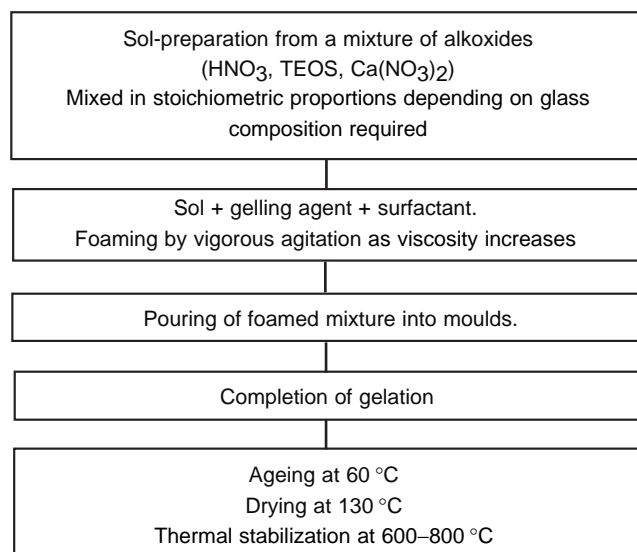 Sol-preparation from a mixture of alkoxides
(HNO3, TEOS, Ca(NO3)2)
Mixed in stoichiometric proportions depending on glass
composition required
Sol + gelling agent + surfactant.
Foaming by vigorous agitation as viscosity increases
Pouring of foamed mixture into moulds.
Completion of gelation
Ageing at 60 °C
Drying at 130 °C
Thermal stabilization at 600–800 °C